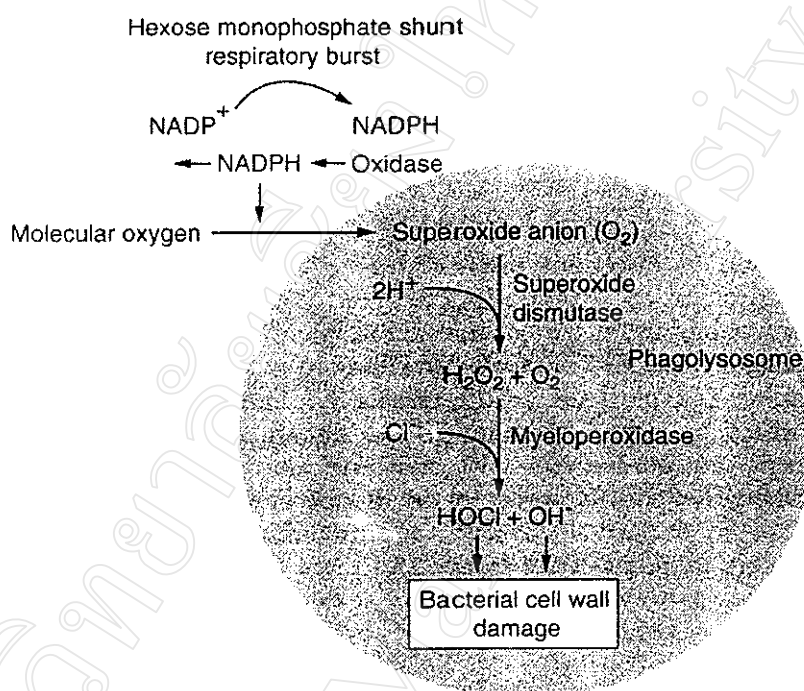 Hexose monophosphate shunt
respiratory burst
NADP+ NADPH
NADPH Oxidase
Molecular oxygen Superoxide anion (O2)
2H+ Superoxide
dismutase
Phagolysosome
H2O2 + O2
Cl- Myeloperoxidase
HOCl + OH-
Bacterial cell wall
damage